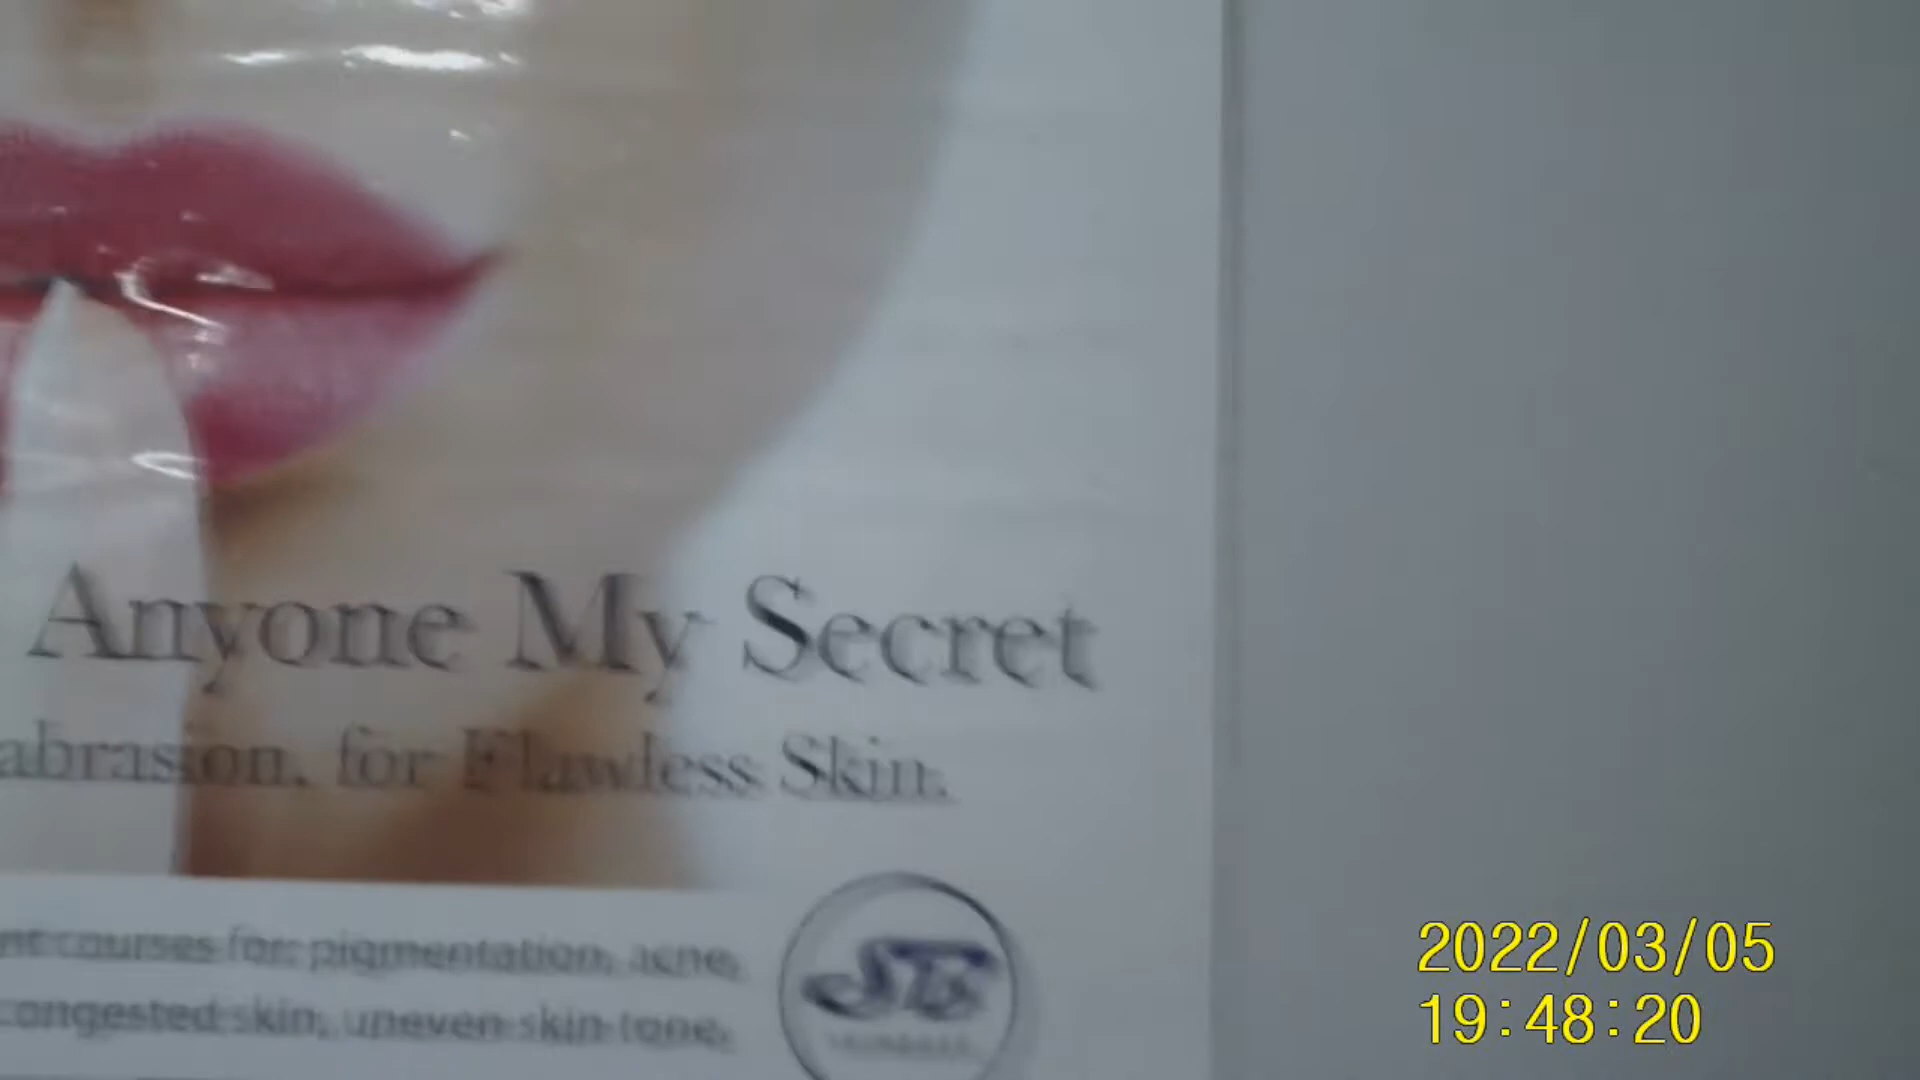 Anyone My Secret
abrasion, for Flawless Skin.
nt courses for: pigmentation, acne,
congested skin, uneven skin tone,
2022/03/05
19:48:20